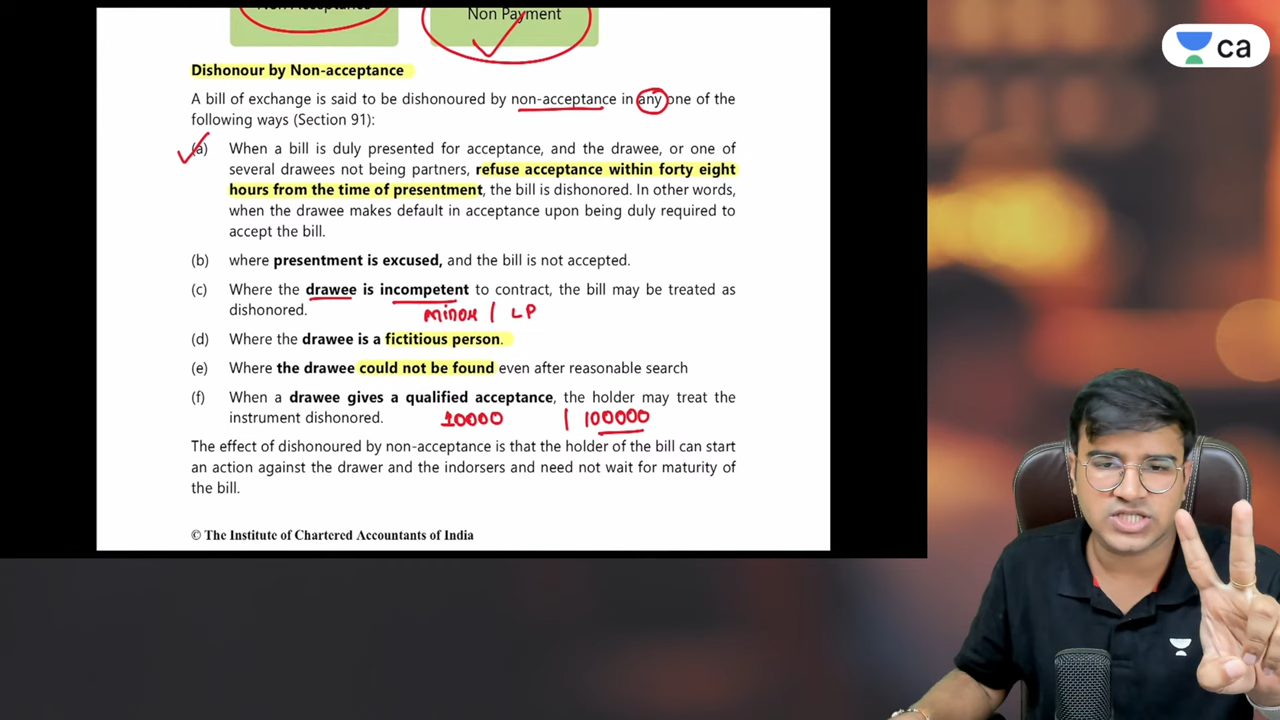 Non Payment
ca
Dishonour by Non-acceptance
A bill of exchange is said to be dishonoured by non-acceptance in any one of the
following ways (Section 91):
(a) When a bill is duly presented for acceptance, and the drawee, or one of
several drawees not being partners, refuse acceptance within forty eight
hours from the time of presentment, the bill is dishonored. In other words,
when the drawee makes default in acceptance upon being duly required to
accept the bill.
(b) where presentment is excused, and the bill is not accepted.
(c) Where the drawee is incompetent to contract, the bill may be treated as
dishonored.
minor | LP
(d) Where the drawee is a fictitious person.
(e) Where the drawee could not be found even after reasonable search
(f) When a drawee gives a qualified acceptance, the holder may treat the
instrument dishonored.
10000 | 100000
The effect of dishonoured by non-acceptance is that the holder of the bill can start
an action against the drawer and the indorsers and need not wait for maturity of
the bill.
© The Institute of Chartered Accountants of India